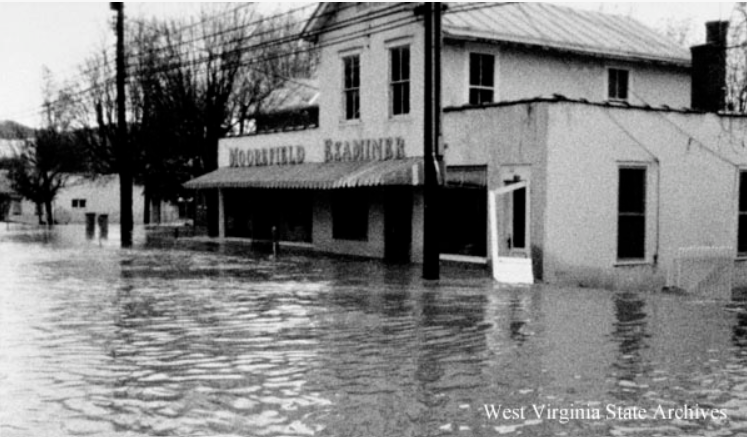 MOOREFIELD EXAMINER
West Virginia State Archives